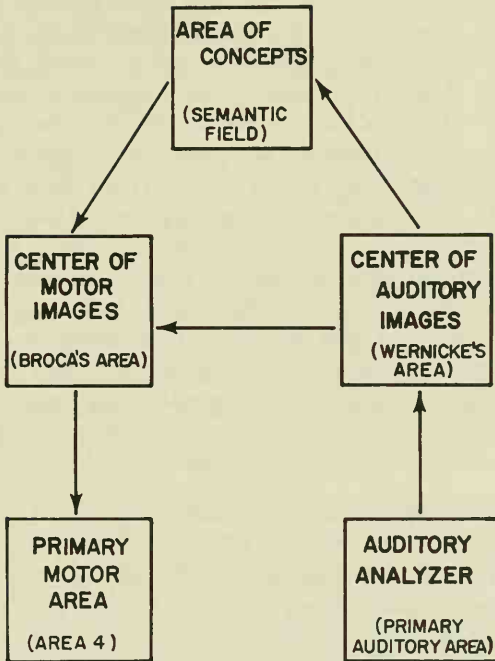 AREA OF
CONCEPTS
(SEMANTIC
FIELD)
CENTER OF
MOTOR
IMAGES
(BROCA'S AREA)
CENTER OF
AUDITORY
IMAGES
(WERNICKE'S
AREA)
PRIMARY
MOTOR
AREA
(AREA 4)
AUDITORY
ANALYZER
(PRIMARY
AUDITORY AREA)